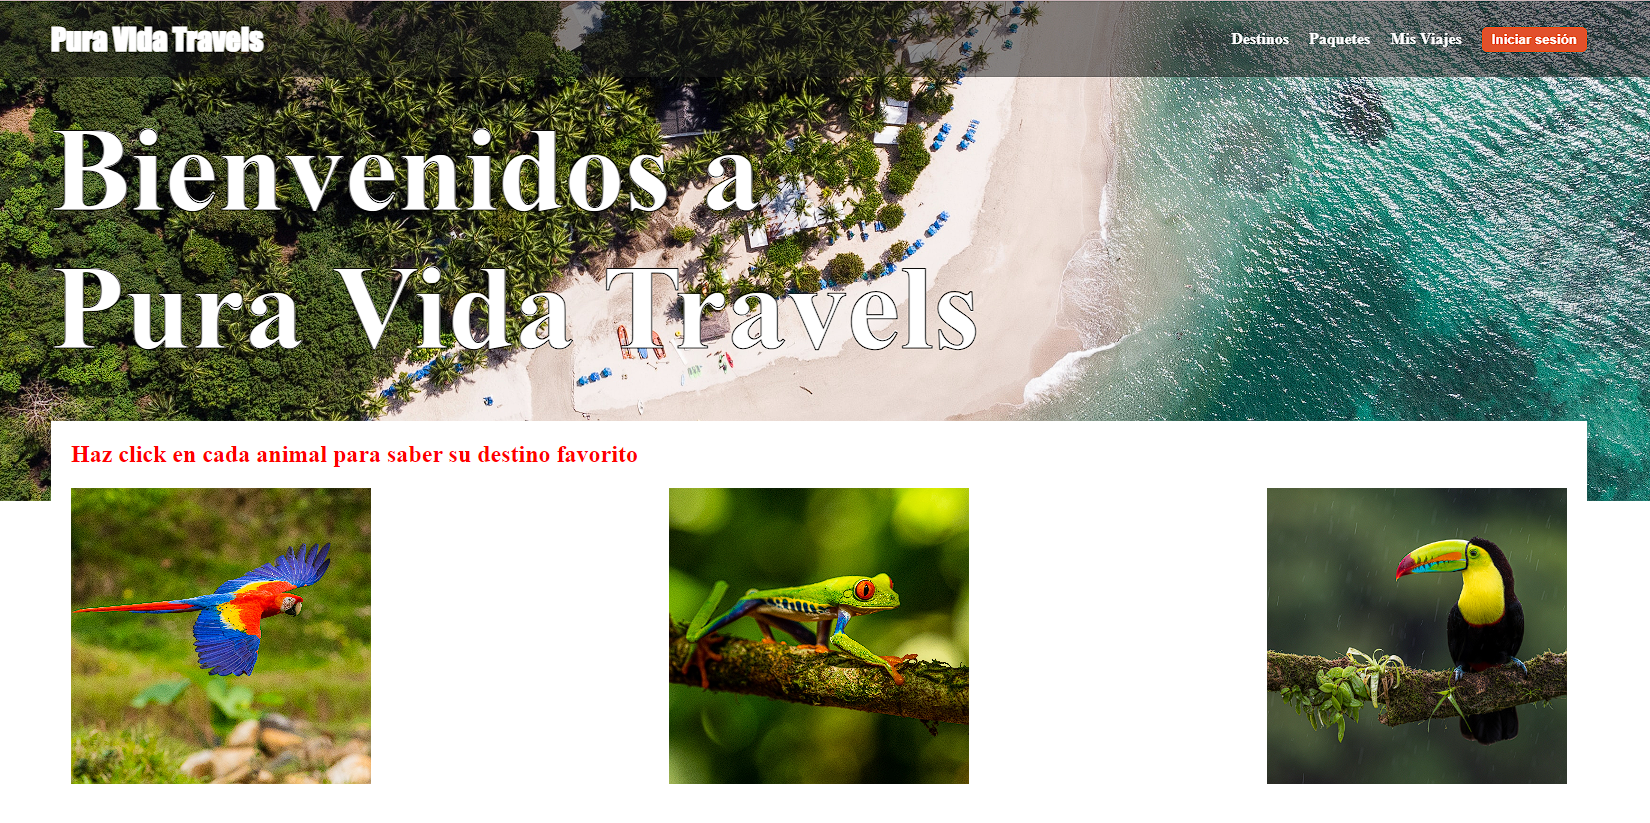 Pura Vida Travels
Destinos Paquetes Mis Viajes Iniciar sesión
Bienvenidos a
Pura Vida Travels
Haz click en cada animal para saber su destino favorito